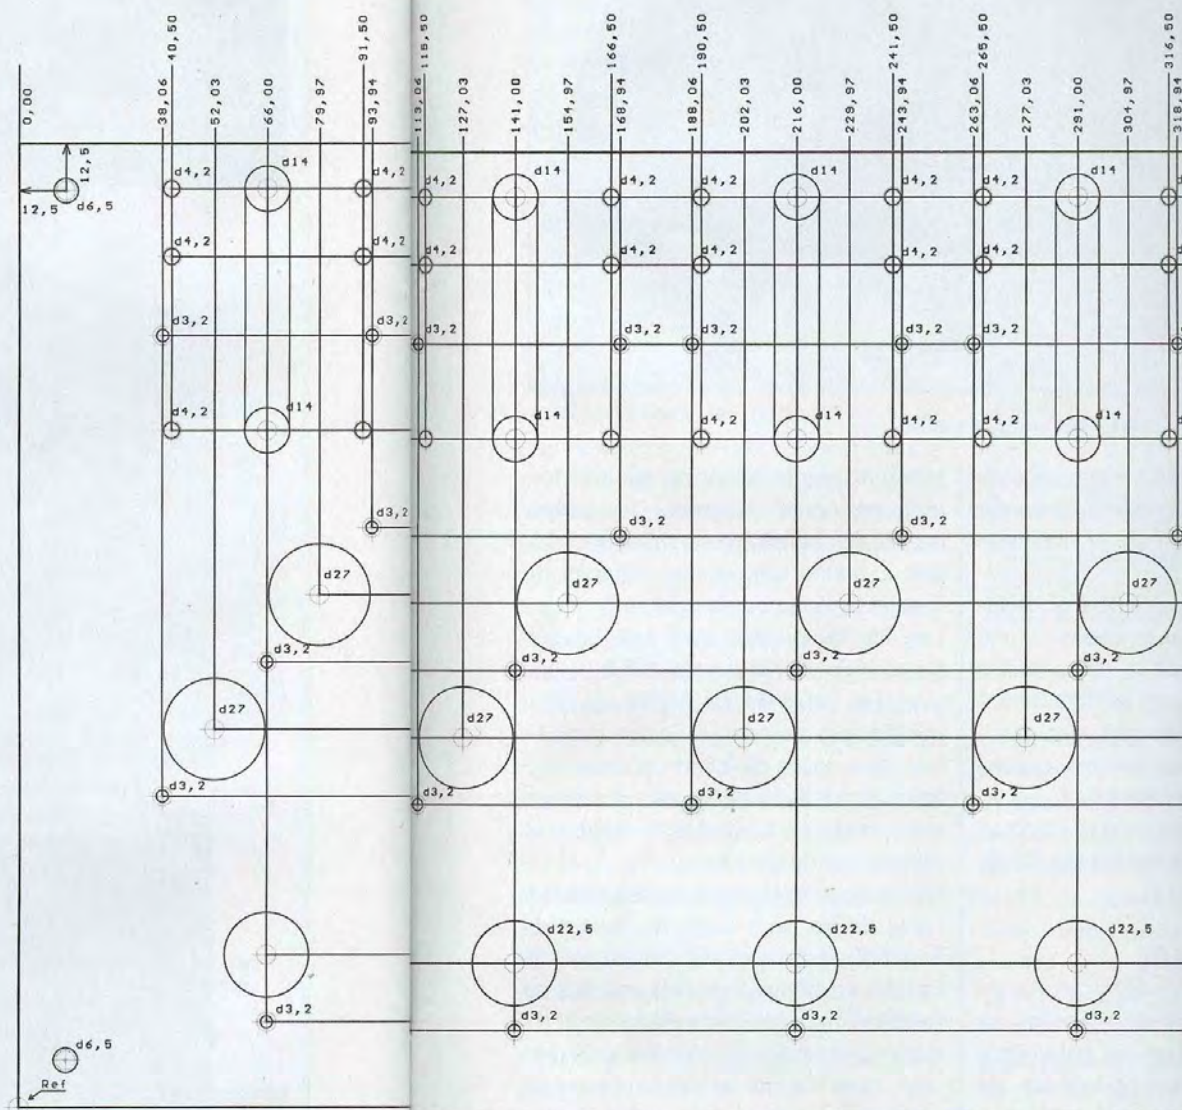 40,50
91,50
115,50
166,50
190,50
241,50
265,50
316,50
0,00
38,06
52,03
66,00
79,97
93,94
113,06
127,03
141,00
154,97
168,94
188,06
202,03
216,00
229,97
243,94
263,06
277,03
291,00
304,97
318,94
12,5
12,5
d6,5
d4,2
d14
d4,2
d4,2
d14
d4,2
d4,2
d14
d4,2
d4,2
d14
d4,2
d4,2
d4,2
d4,2
d4,2
d4,2
d4,2
d4,2
d4,2
d3,2
d3,2
d3,2
d3,2
d3,2
d3,2
d3,2
d4,2
d14
d14
d4,2
d4,2
d14
d4,2
d4,2
d14
d3,2
d3,2
d3,2
d27
d27
d27
d27
d3,2
d3,2
d3,2
d3,2
d27
d27
d27
d27
d3,2
d3,2
d3,2
d3,2
d22,5
d22,5
d22,5
d3,2
d3,2
d3,2
d3,2
d6,5
Ref